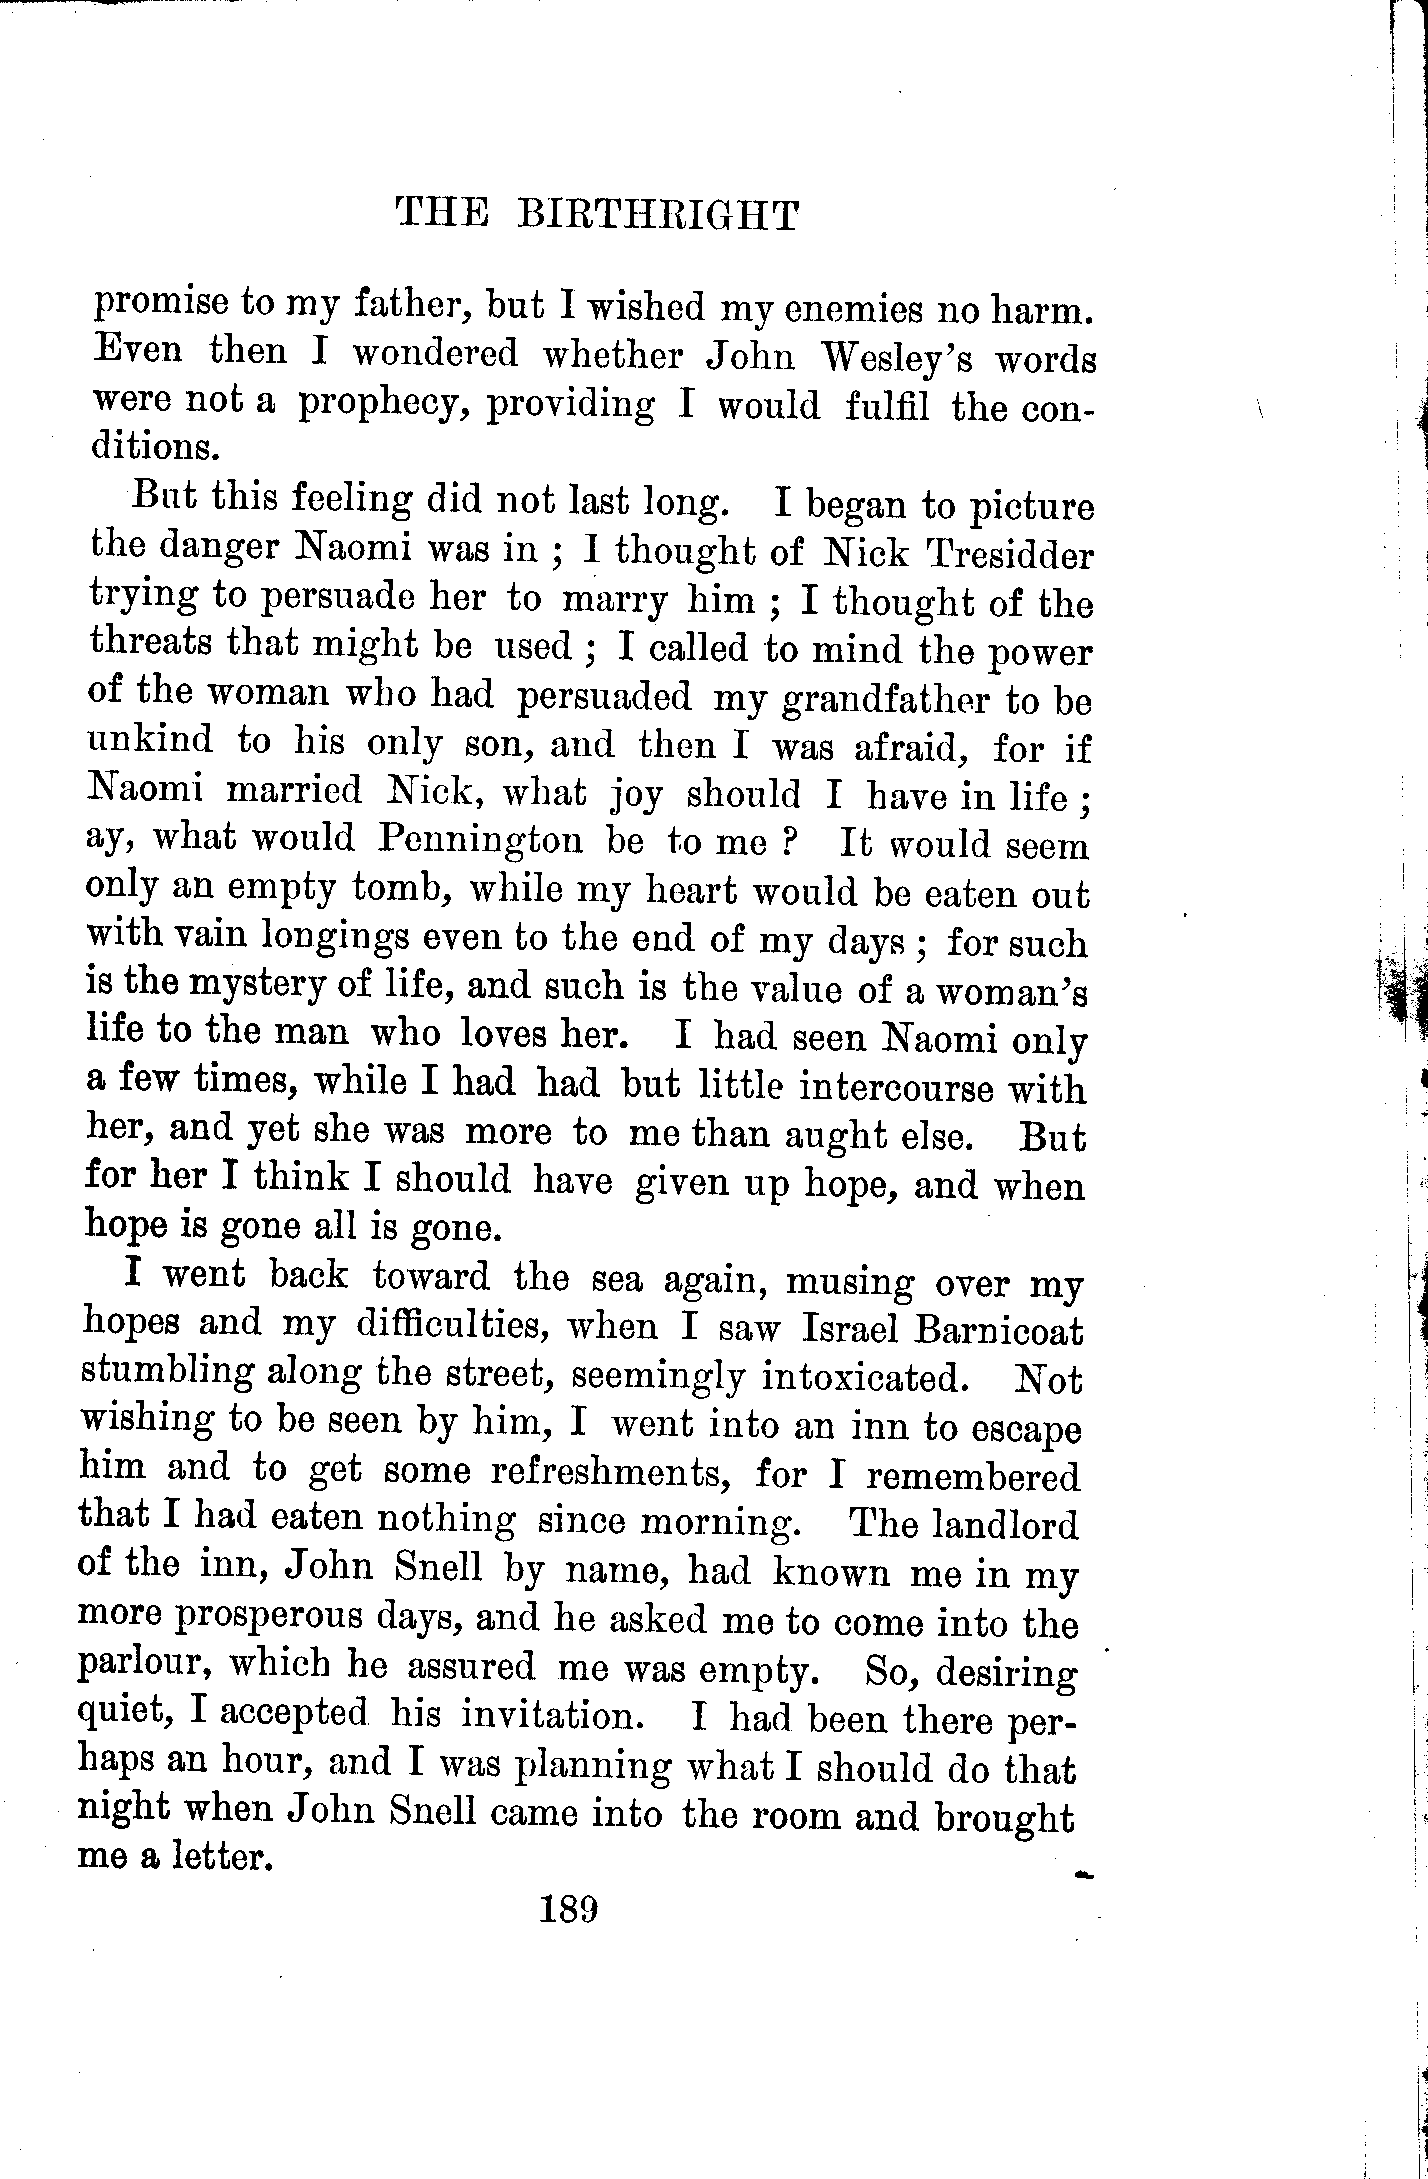 THE BIRTHRIGHT
promise to my father, but I wished my enemies no harm.
Even then I wondered whether John Wesley's words
were not a prophecy, providing I would fulfil the con-
ditions.
But this feeling did not last long. I began to picture
the danger Naomi was in ; I thought of Nick Tresidder
trying to persuade her to marry him ; I thought of the
threats that might be used ; I called to mind the power
of the woman who had persuaded my grandfather to be
unkind to his only son, and then I was afraid, for if
Naomi married Nick, what joy should I have in life ;
ay, what would Pennington be to me ? It would seem
only an empty tomb, while my heart would be eaten out
with vain longings even to the end of my days ; for such
is the mystery of life, and such is the value of a woman's
life to the man who loves her. I had seen Naomi only
a few times, while I had had but little intercourse with
her, and yet she was more to me than aught else. But
for her I think I should have given up hope, and when
hope is gone all is gone.
I went back toward the sea again, musing over my
hopes and my difficulties, when I saw Israel Barnicoat
stumbling along the street, seemingly intoxicated. Not
wishing to be seen by him, I went into an inn to escape
him and to get some refreshments, for I remembered
that I had eaten nothing since morning. The landlord
of the inn, John Snell by name, had known me in my
more prosperous days, and he asked me to come into the
parlour, which he assured me was empty. So, desiring
quiet, I accepted his invitation. I had been there per-
haps an hour, and I was planning what I should do that
night when John Snell came into the room and brought
me a letter.
189